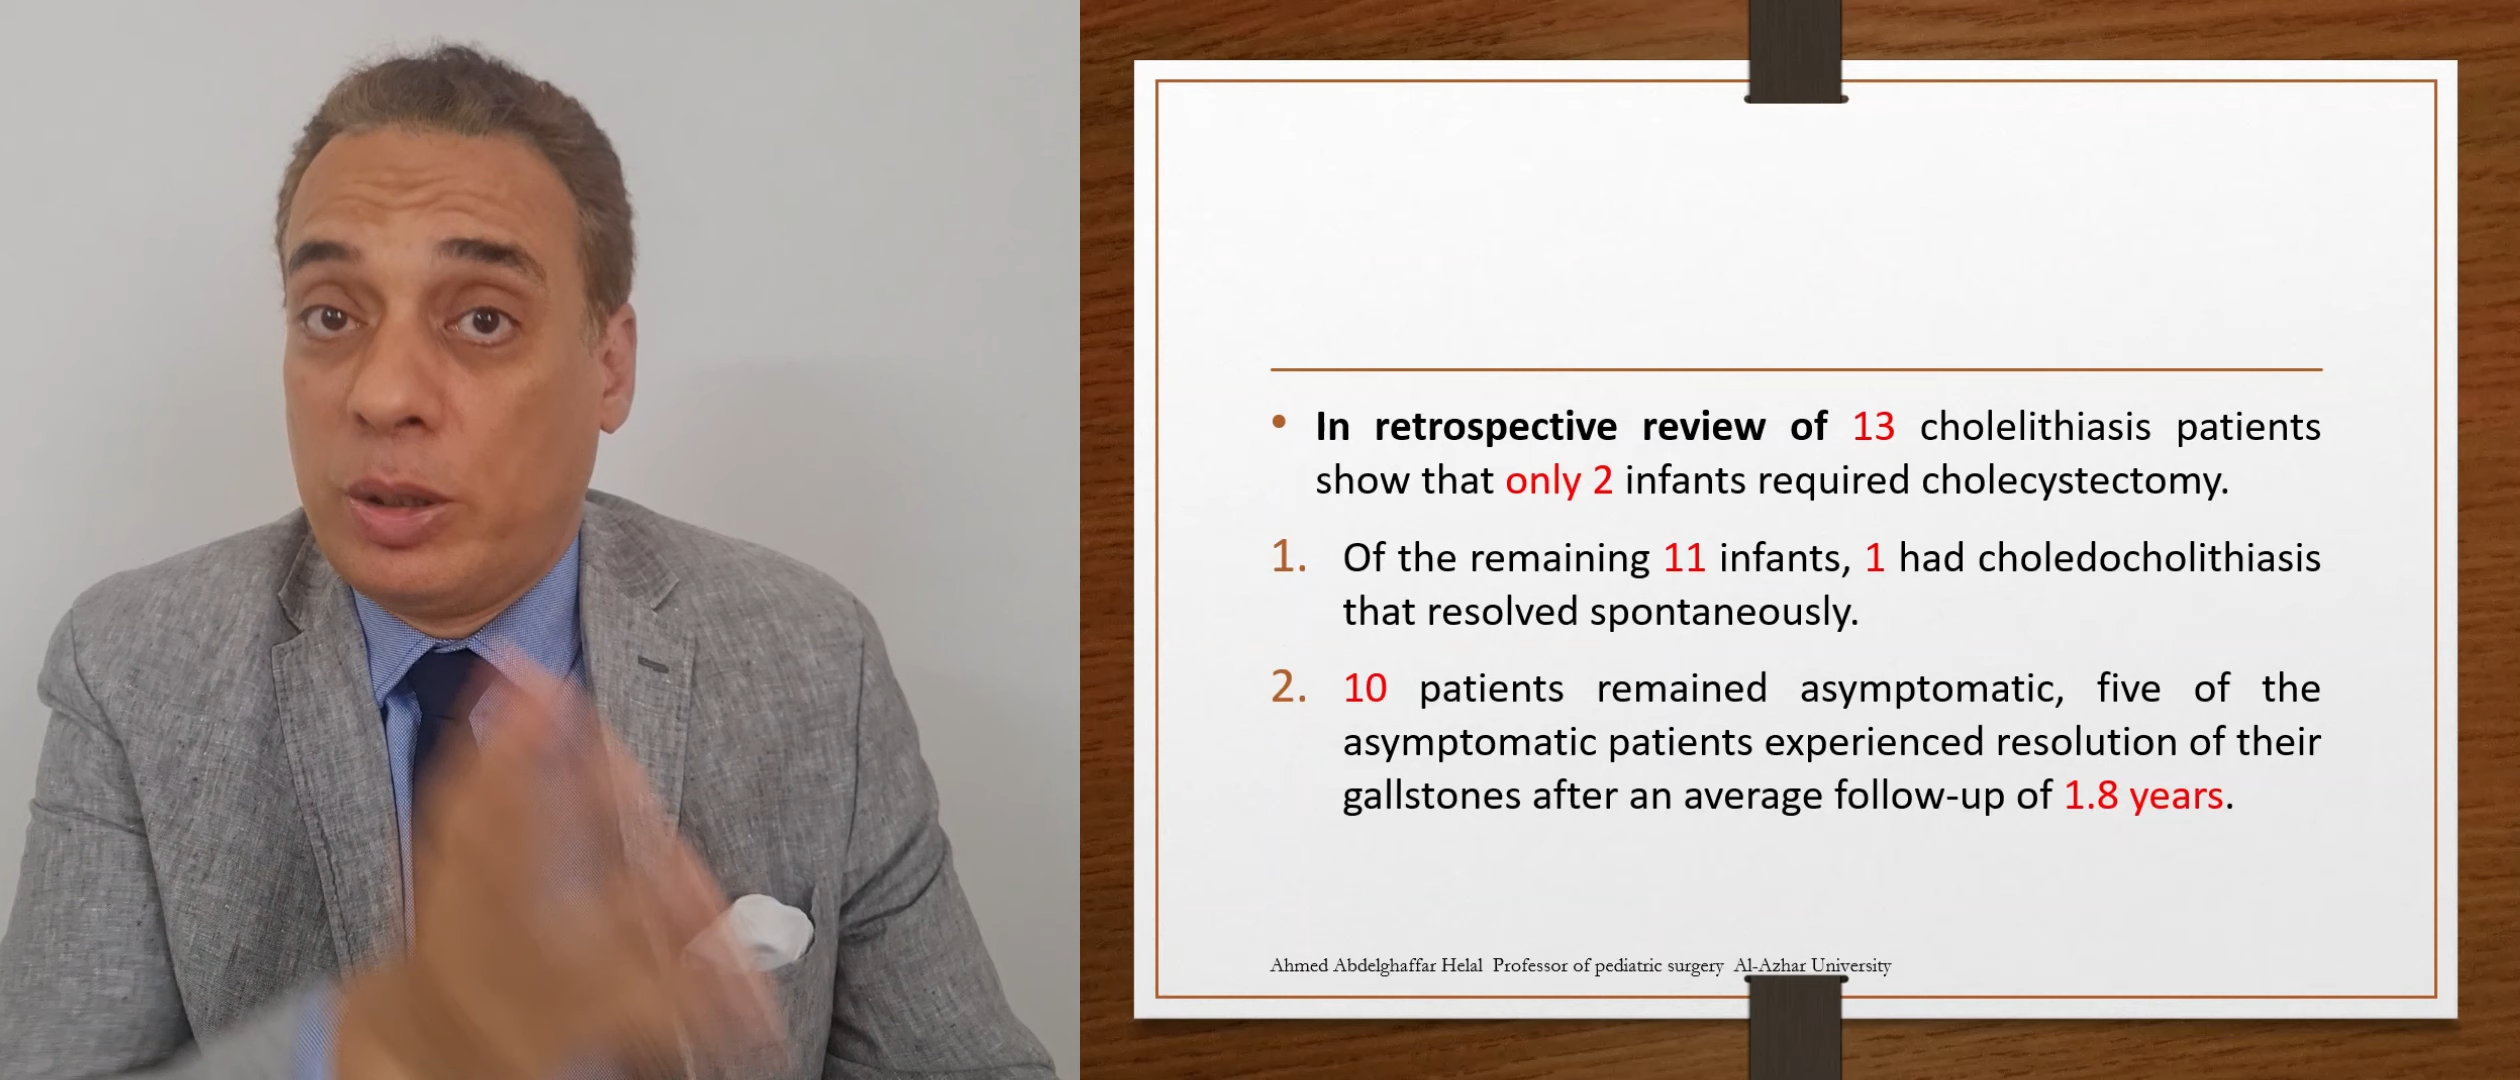 • In retrospective review of 13 cholelithiasis patients
show that only 2 infants required cholecystectomy.
1. Of the remaining 11 infants, 1 had choledocholithiasis
that resolved spontaneously.
2. 10 patients remained asymptomatic, five of the
asymptomatic patients experienced resolution of their
gallstones after an average follow-up of 1.8 years.
Ahmed Abdelghaffar Helal Professor of pediatric surgery Al-Azhar University